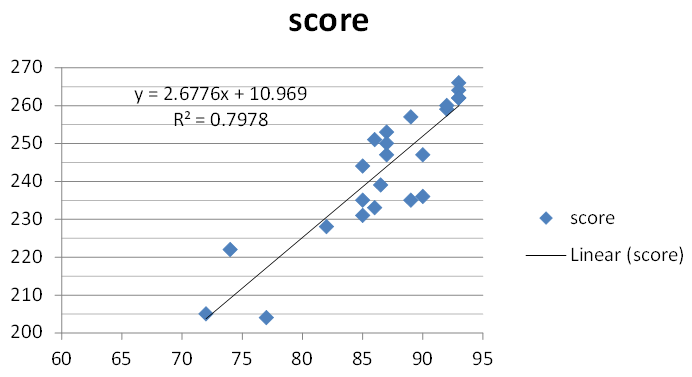 score
270
260
250
240
230
220
210
200
y = 2.6776x + 10.969
R² = 0.7978
60 65 70 75 80 85 90 95
score
Linear (score)